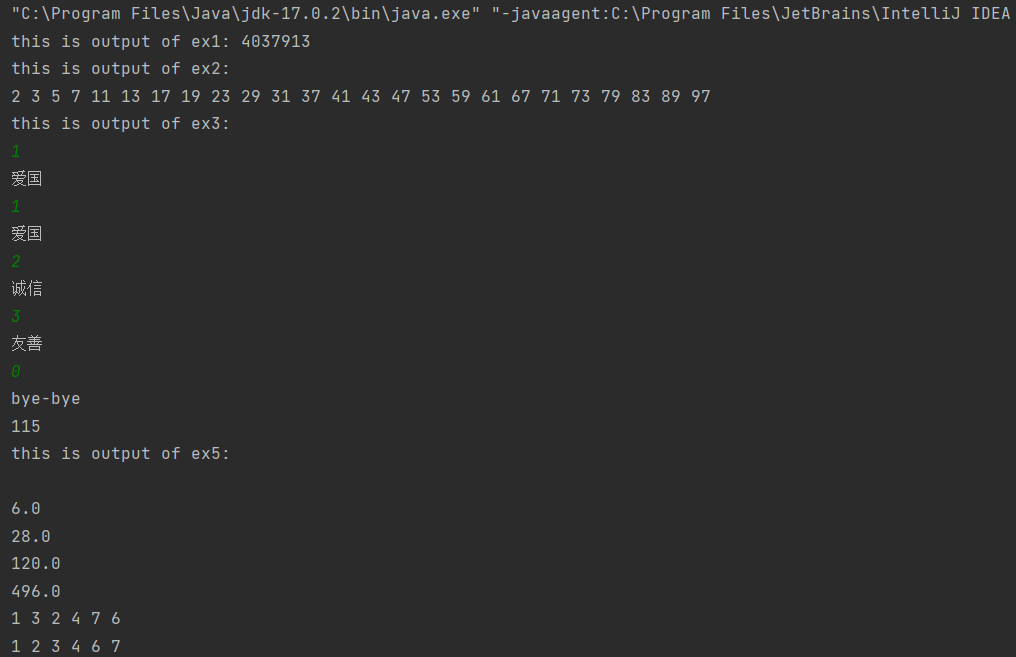 "C:\Program Files\Java\jdk-17.0.2\bin\java.exe" "-javaagent:C:\Program Files\JetBrains\IntelliJ IDEA
this is output of ex1: 4037913
this is output of ex2:
2 3 5 7 11 13 17 19 23 29 31 37 41 43 47 53 59 61 67 71 73 79 83 89 97
this is output of ex3:
1
爱国
1
爱国
2
诚信
3
友善
0
bye-bye
115
this is output of ex5:
6.0
28.0
120.0
496.0
1 3 2 4 7 6
1 2 3 4 6 7